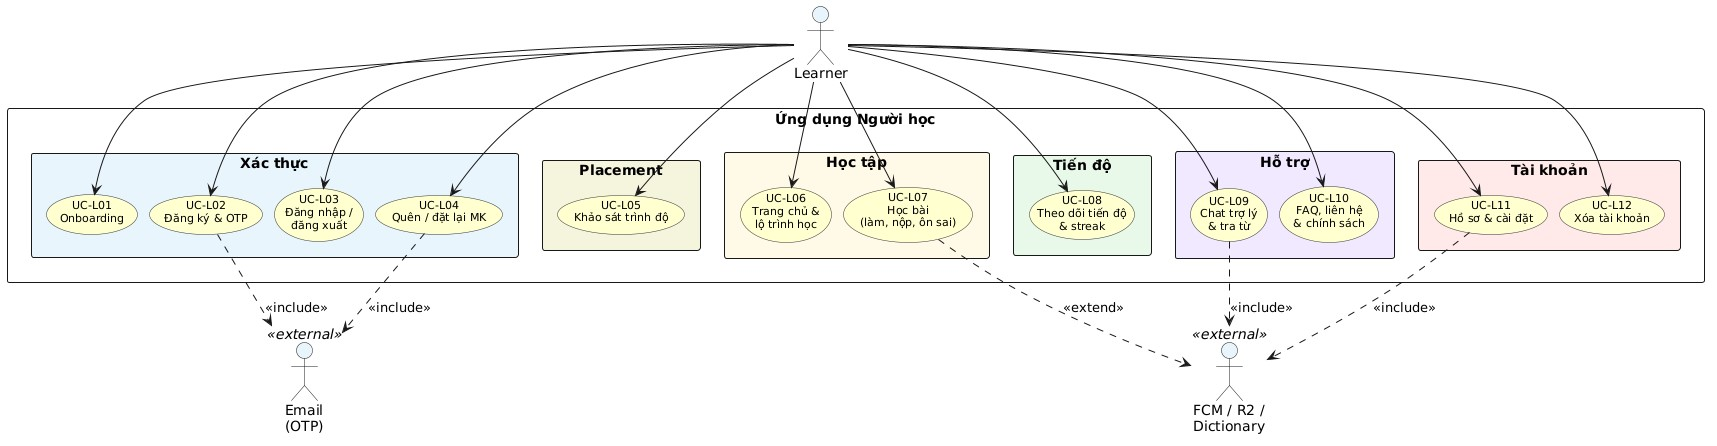 Learner
Ứng dụng Người học
Xác thực
UC-L01
Onboarding
UC-L02
Đăng ký & OTP
UC-L03
Đăng nhập /
đăng xuất
UC-L04
Quên / đặt lại MK
Placement
UC-L05
Khảo sát trình độ
Học tập
UC-L06
Trang chủ &
lộ trình học
UC-L07
Học bài
(làm, nộp, ôn sai)
Tiến độ
UC-L08
Theo dõi tiến độ
& streak
Hỗ trợ
UC-L09
Chat trợ lý
& tra từ
UC-L10
FAQ, liên hệ
& chính sách
Tài khoản
UC-L11
Hồ sơ & cài đặt
UC-L12
Xóa tài khoản
«include»
«include»
«extend»
«include»
«include»
«external»
Email
(OTP)
«external»
FCM / R2 /
Dictionary